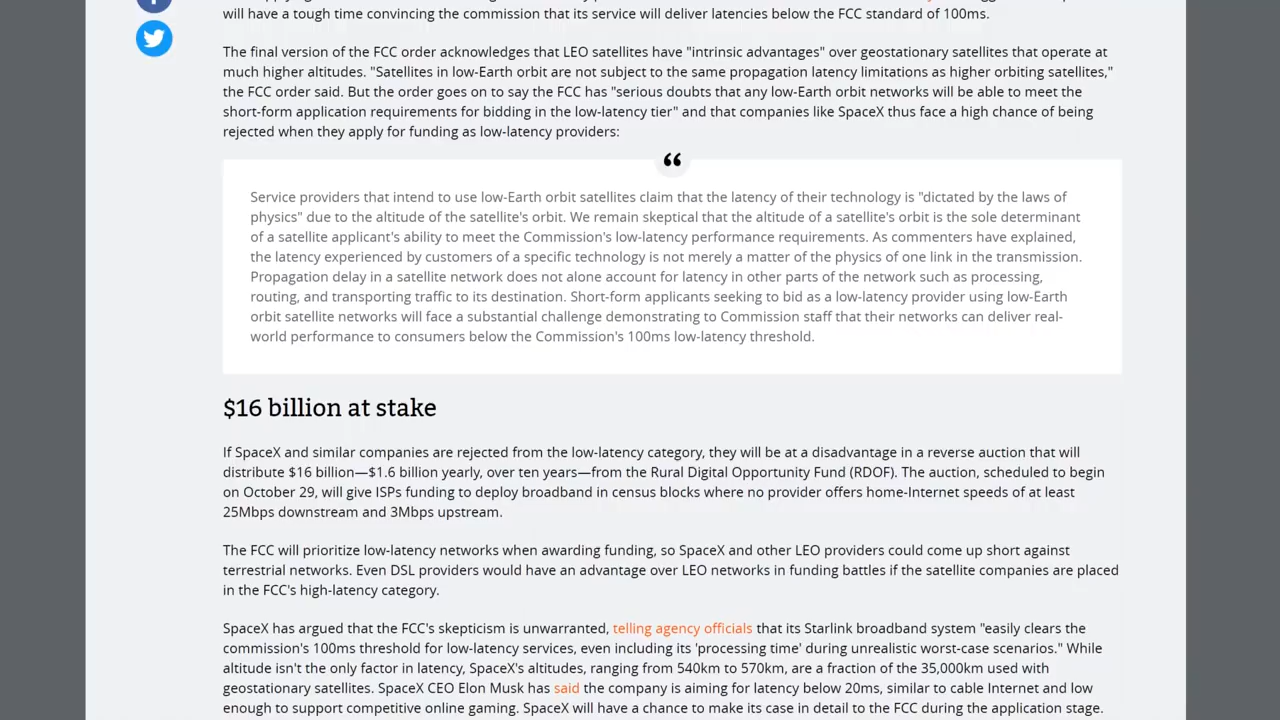 will have a tough time convincing the commission that its service will deliver latencies below the FCC standard of 100ms.
The final version of the FCC order acknowledges that LEO satellites have "intrinsic advantages" over geostationary satellites that operate at
much higher altitudes. "Satellites in low-Earth orbit are not subject to the same propagation latency limitations as higher orbiting satellites,"
the FCC order said. But the order goes on to say the FCC has "serious doubts that any low-Earth orbit networks will be able to meet the
short-form application requirements for bidding in the low-latency tier" and that companies like SpaceX thus face a high chance of being
rejected when they apply for funding as low-latency providers:
“
Service providers that intend to use low-Earth orbit satellites claim that the latency of their technology is "dictated by the laws of
physics" due to the altitude of the satellite's orbit. We remain skeptical that the altitude of a satellite's orbit is the sole determinant
of a satellite applicant's ability to meet the Commission's low-latency performance requirements. As commenters have explained,
the latency experienced by customers of a specific technology is not merely a matter of the physics of one link in the transmission.
Propagation delay in a satellite network does not alone account for latency in other parts of the network such as processing,
routing, and transporting traffic to its destination. Short-form applicants seeking to bid as a low-latency provider using low-Earth
orbit satellite networks will face a substantial challenge demonstrating to Commission staff that their networks can deliver real-
world performance to consumers below the Commission's 100ms low-latency threshold.
$16 billion at stake
If SpaceX and similar companies are rejected from the low-latency category, they will be at a disadvantage in a reverse auction that will
distribute $16 billion—$1.6 billion yearly, over ten years—from the Rural Digital Opportunity Fund (RDOF). The auction, scheduled to begin
on October 29, will give ISPs funding to deploy broadband in census blocks where no provider offers home-Internet speeds of at least
25Mbps downstream and 3Mbps upstream.
The FCC will prioritize low-latency networks when awarding funding, so SpaceX and other LEO providers could come up short against
terrestrial networks. Even DSL providers would have an advantage over LEO networks in funding battles if the satellite companies are placed
in the FCC's high-latency category.
SpaceX has argued that the FCC's skepticism is unwarranted, telling agency officials that its Starlink broadband system "easily clears the
commission's 100ms threshold for low-latency services, even including its 'processing time' during unrealistic worst-case scenarios." While
altitude isn't the only factor in latency, SpaceX's altitudes, ranging from 540km to 570km, are a fraction of the 35,000km used with
geostationary satellites. SpaceX CEO Elon Musk has said the company is aiming for latency below 20ms, similar to cable Internet and low
enough to support competitive online gaming. SpaceX will have a chance to make its case in detail to the FCC during the application stage.